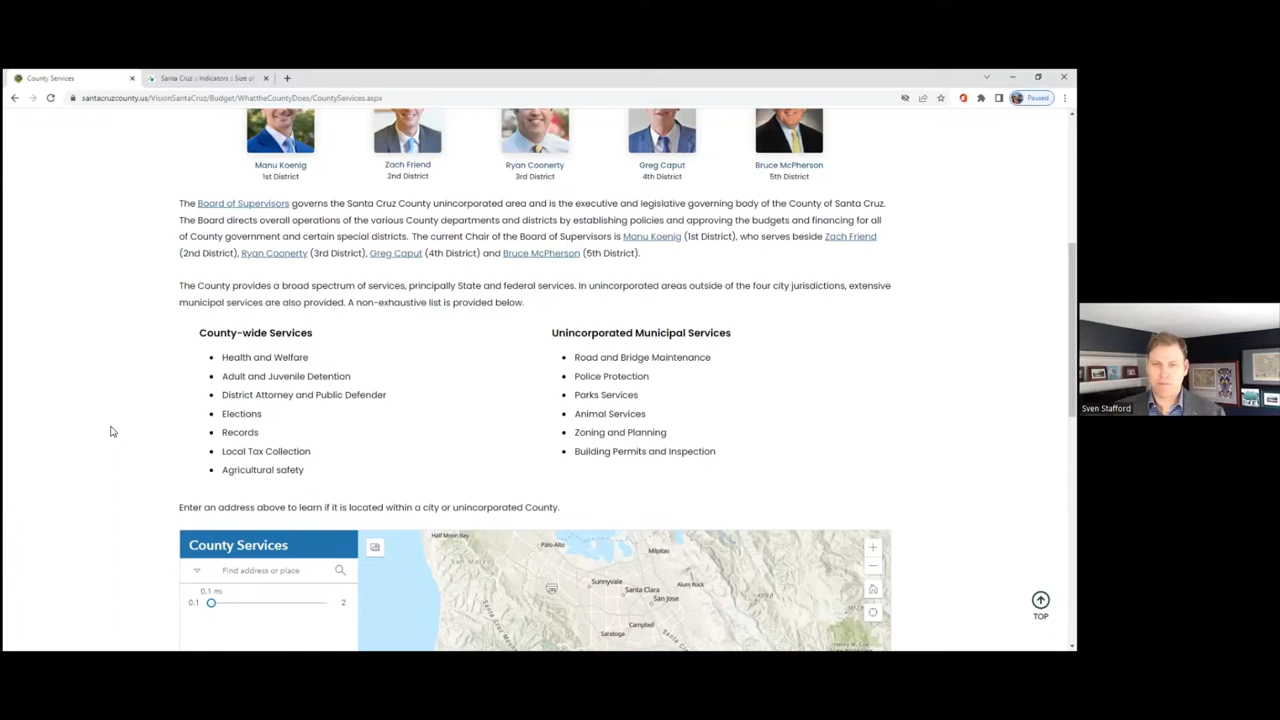 County Services
Santa Cruz :: Indicators :: Size of
santacruzcounty.us/VisionSantaCruz/Budget/WhattheCountyDoes/CountyServices.aspx
Paused
Manu Koenig
1st District
Zach Friend
2nd District
Ryan Coonerty
3rd District
Greg Caput
4th District
Bruce McPherson
5th District
The Board of Supervisors governs the Santa Cruz County unincorporated area and is the executive and legislative governing body of the County of Santa Cruz.
The Board directs overall operations of the various County departments and districts by establishing policies and approving the budgets and financing for all
of County government and certain special districts. The current Chair of the Board of Supervisors is Manu Koenig (1st District), who serves beside Zach Friend
(2nd District), Ryan Coonerty (3rd District), Greg Caput (4th District) and Bruce McPherson (5th District).
The County provides a broad spectrum of services, principally State and federal services. In unincorporated areas outside of the four city jurisdictions, extensive
municipal services are also provided. A non-exhaustive list is provided below.
County-wide Services
Health and Welfare
Adult and Juvenile Detention
District Attorney and Public Defender
Elections
Records
Local Tax Collection
Agricultural safety
Unincorporated Municipal Services
Road and Bridge Maintenance
Police Protection
Parks Services
Animal Services
Zoning and Planning
Building Permits and Inspection
Enter an address above to learn if it is located within a city or unincorporated County.
County Services
Find address or place
0.1 mi
0.1
2
Half Moon Bay
Palo Alto
Milpitas
San Mateo
Sunnyvale
Alum Rock
Santa Clara
San Jose
Campbell
Saratoga
TOP
Sven Stafford